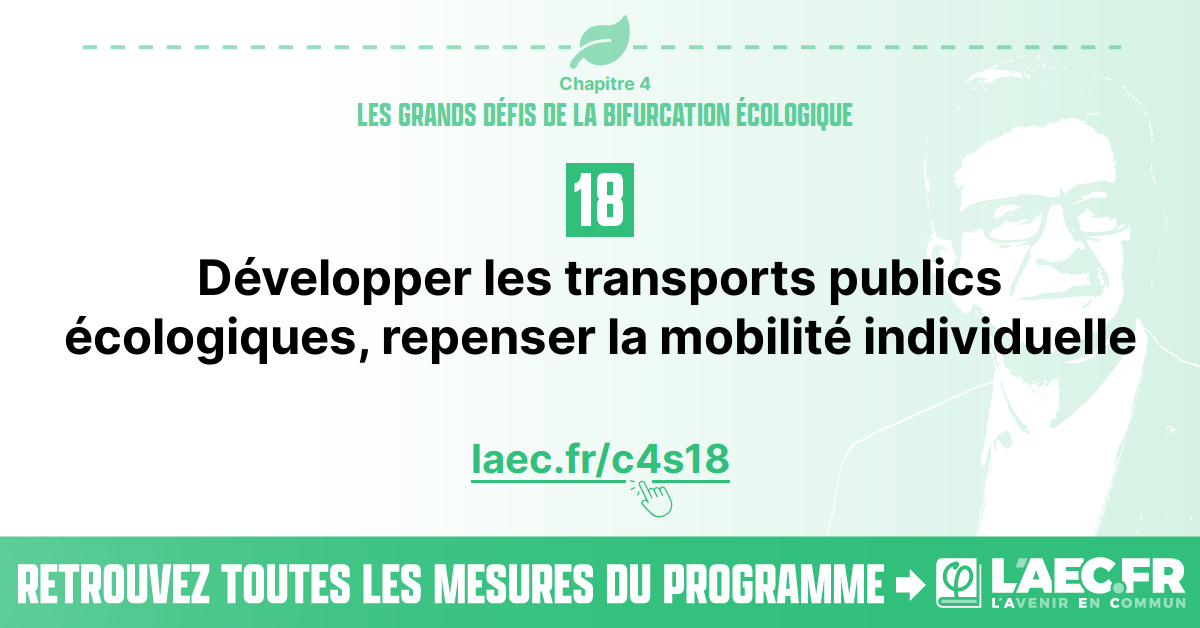 Chapitre 4
LES GRANDS DÉFIS DE LA BIFURCATION ÉCOLOGIQUE
18
Développer les transports publics
écologiques, repenser la mobilité individuelle
laec.fr/c4s18
RETROUVEZ TOUTES LES MESURES DU PROGRAMME
φ L'AEC.FR
L'AVENIR EN COMMUN